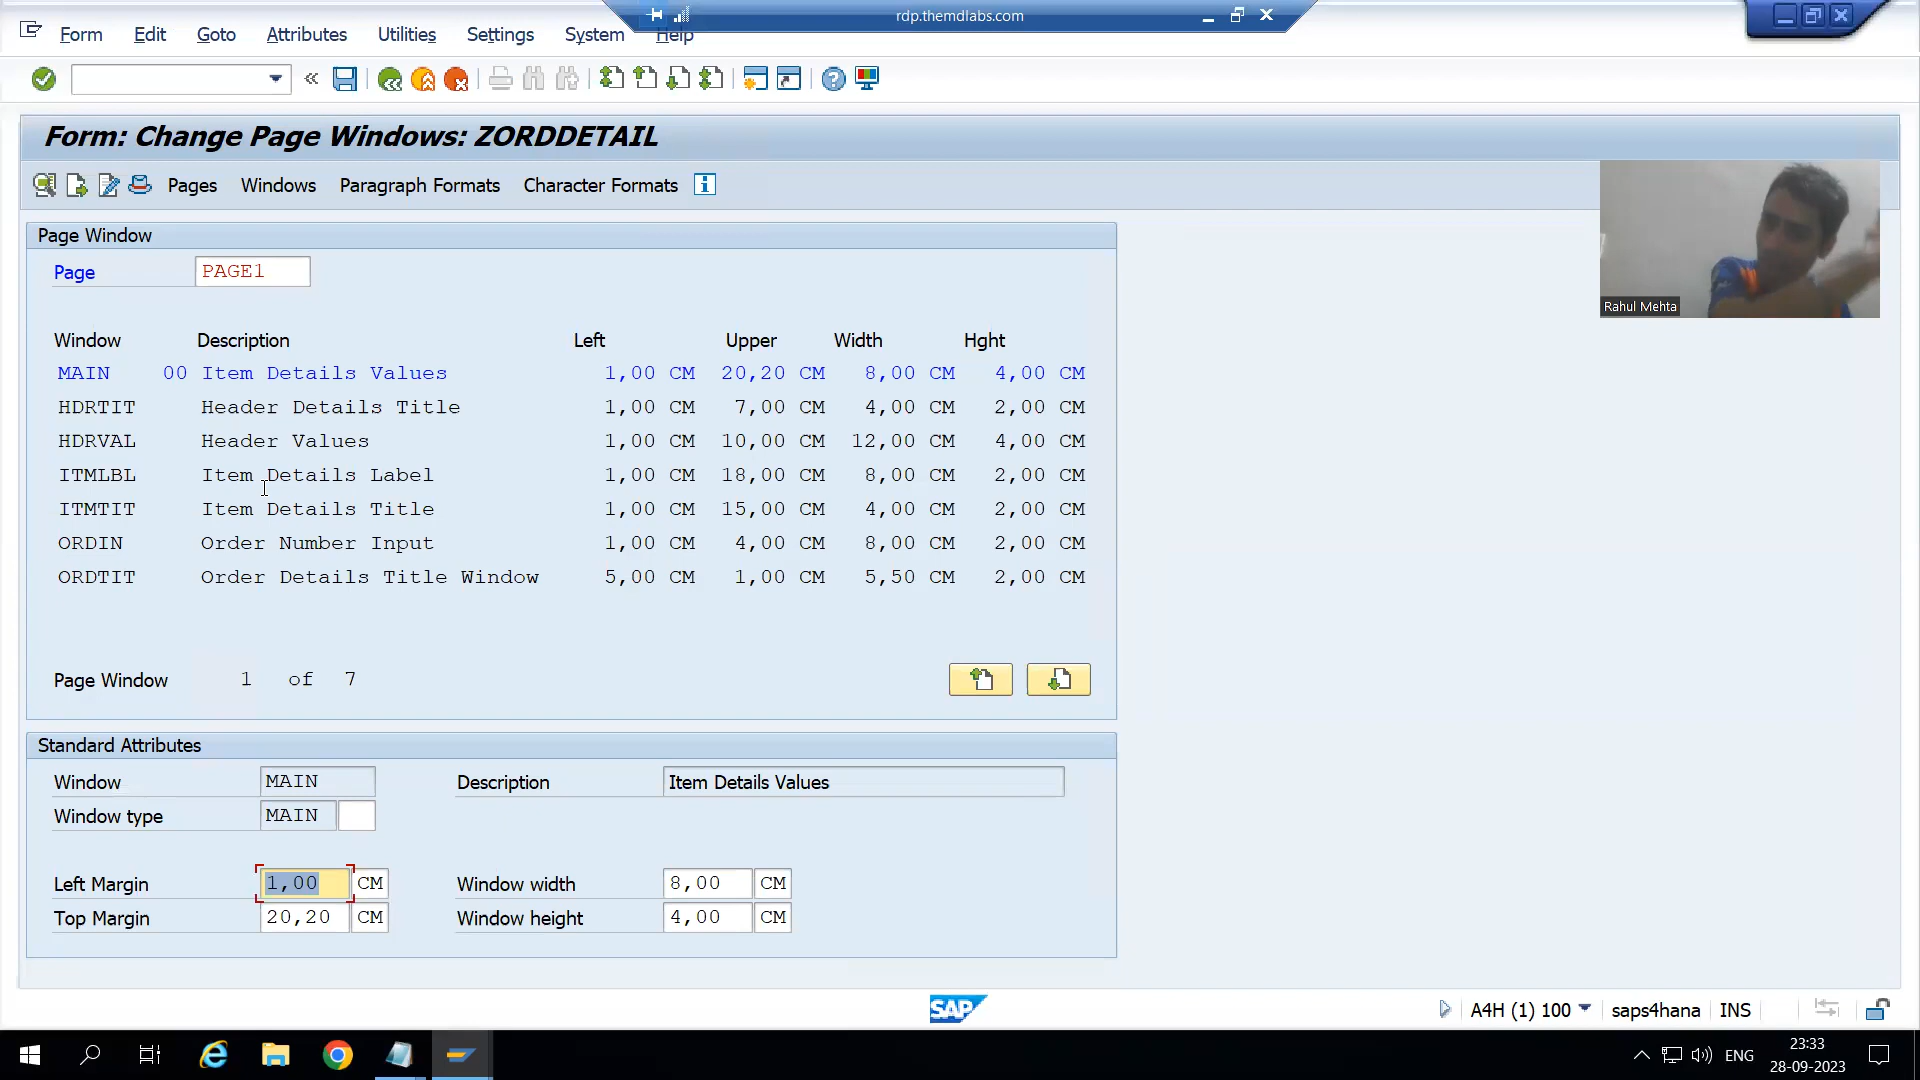 rdp.themdlabs.com
Form Edit Goto Attributes Utilities Settings System Help
Form: Change Page Windows: ZORDDETAIL
Pages Windows Paragraph Formats Character Formats
Rahul Mehta
Page Window
Page PAGE1
Window Description Left Upper Width Hght
MAIN 00 Item Details Values 1,00 CM 20,20 CM 8,00 CM 4,00 CM
HDRTIT Header Details Title 1,00 CM 7,00 CM 4,00 CM 2,00 CM
HDRVAL Header Values 1,00 CM 10,00 CM 12,00 CM 4,00 CM
ITMLBL Item Details Label 1,00 CM 18,00 CM 8,00 CM 2,00 CM
ITMTIT Item Details Title 1,00 CM 15,00 CM 4,00 CM 2,00 CM
ORDIN Order Number Input 1,00 CM 4,00 CM 8,00 CM 2,00 CM
ORDTIT Order Details Title Window 5,00 CM 1,00 CM 5,50 CM 2,00 CM
Page Window 1 of 7
Standard Attributes
Window MAIN Description Item Details Values
Window type MAIN
Left Margin 1,00 CM Window width 8,00 CM
Top Margin 20,20 CM Window height 4,00 CM
SAP A4H (1) 100 saps4hana INS
ENG 23:33
28-09-2023